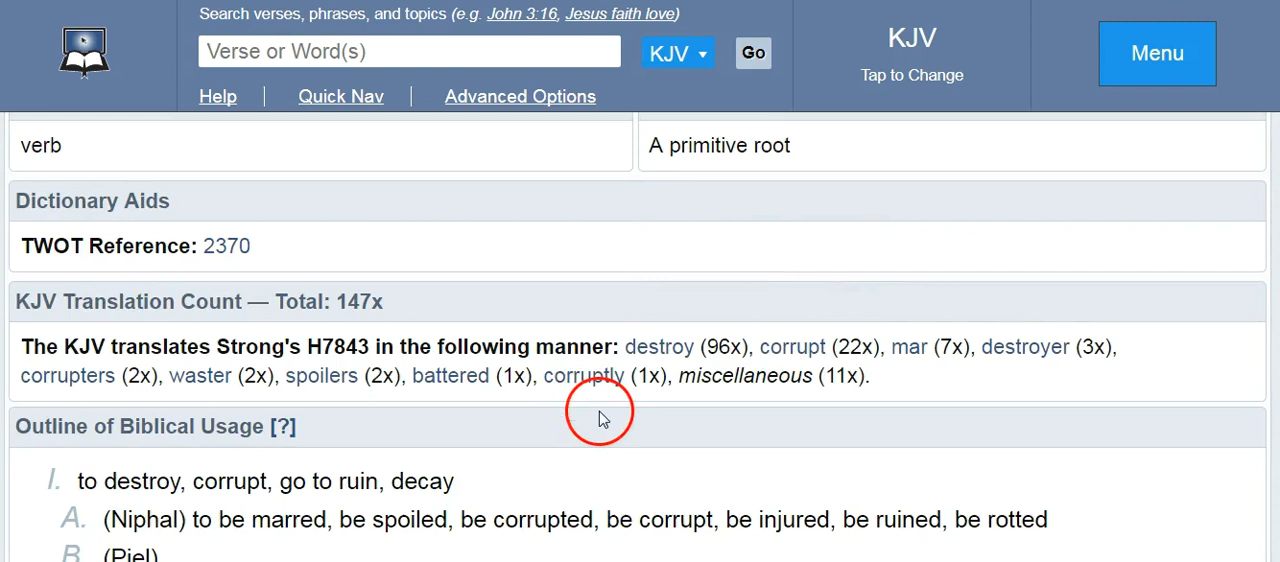 Search verses, phrases, and topics (e.g. John 3:16, Jesus faith love)
Verse or Word(s)
KJV
Go
Help
Quick Nav
Advanced Options
KJV
Tap to Change
Menu
verb
A primitive root
Dictionary Aids
TWOT Reference: 2370
KJV Translation Count — Total: 147x
The KJV translates Strong's H7843 in the following manner: destroy (96x), corrupt (22x), mar (7x), destroyer (3x),
corrupters (2x), waster (2x), spoilers (2x), battered (1x), corruptly (1x), miscellaneous (11x).
Outline of Biblical Usage [?]
I. to destroy, corrupt, go to ruin, decay
A. (Niphal) to be marred, be spoiled, be corrupted, be corrupt, be injured, be ruined, be rotted
B. (Piel)